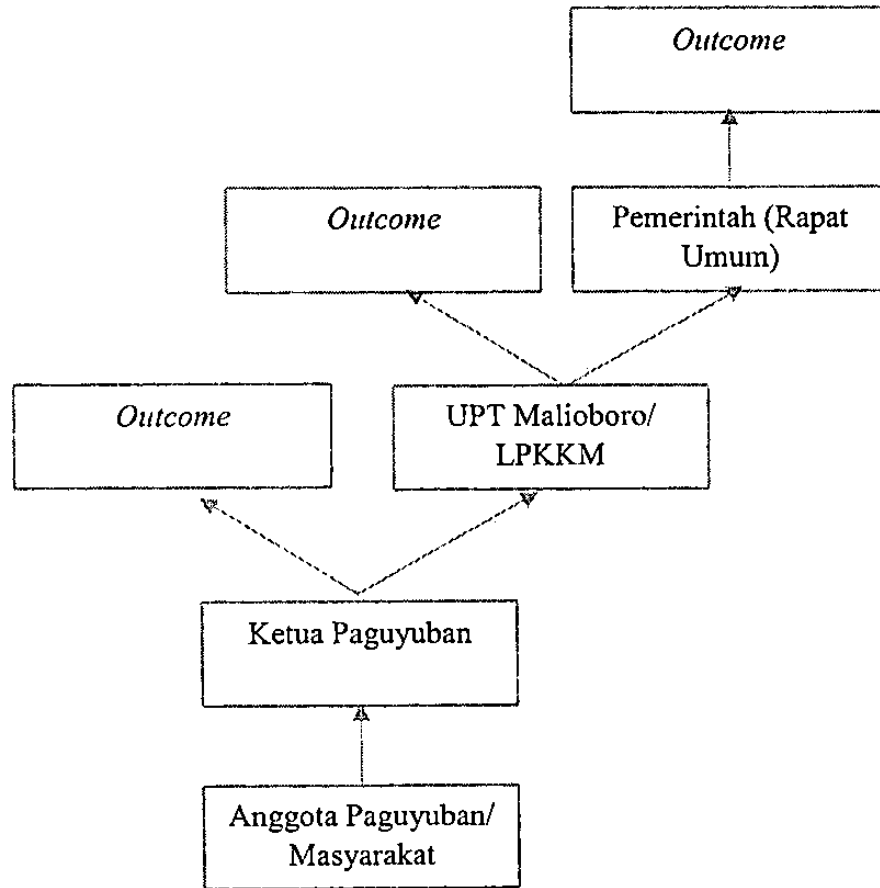 Outcome
Outcome
Pemerintah (Rapat
Umum)
Outcome
UPT Malioboro/
LPKKM
Ketua Paguyuban
Anggota Paguyuban/
Masyarakat